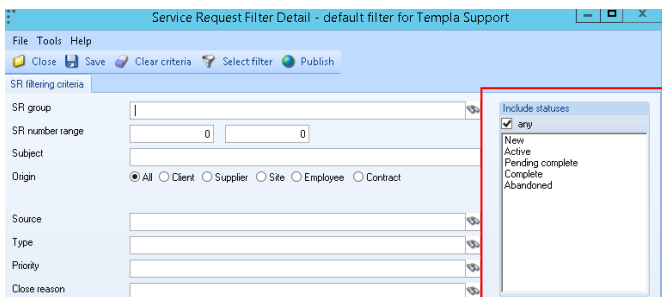 Service Request Filter Detail - default filter for Templa Support
File Tools Help
Close Save Clear criteria Select filter Publish
SR filtering criteria
SR group
SR number range 0 0
Subject
Origin All Client Supplier Site Employee Contract
Source
Type
Priority
Close reason
Include statuses
any
New
Active
Pending complete
Complete
Abandoned